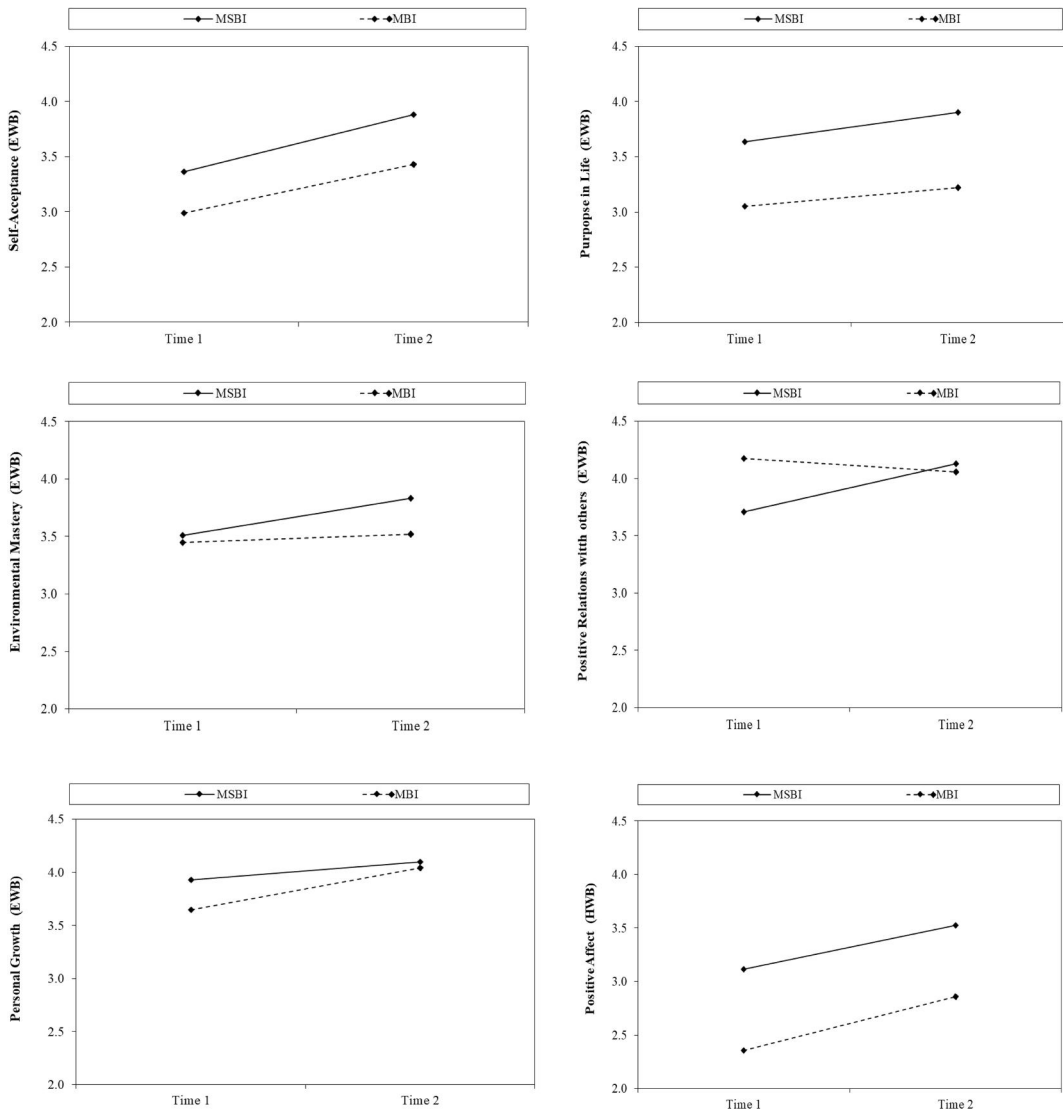 MSBI MBI
4.5
4.0
3.5
3.0
2.5
2.0
Self-Acceptance (EWB)
Time 1 Time 2
MSBI MBI
4.5
4.0
3.5
3.0
2.5
2.0
Purpopse in Life (EWB)
Time 1 Time 2
MSBI MBI
4.5
4.0
3.5
3.0
2.5
2.0
Environmental Mastery (EWB)
Time 1 Time 2
MSBI MBI
4.5
4.0
3.5
3.0
2.5
2.0
Positive Relations witth others (EWB)
Time 1 Time 2
MSBI MBI
4.5
4.0
3.5
3.0
2.5
2.0
Personal Growth (EWB)
Time 1 Time 2
MSBI MBI
4.5
4.0
3.5
3.0
2.5
2.0
Positive Affect (HWB)
Time 1 Time 2